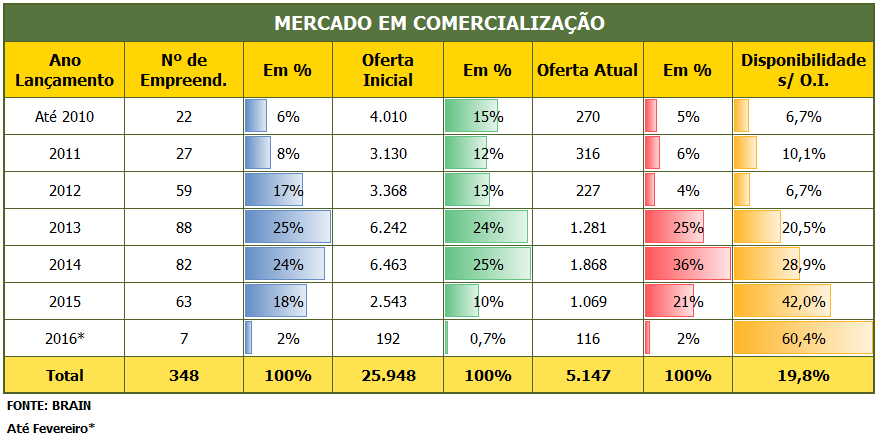 MERCADO EM COMERCIALIZAÇÃO
Ano Lançamento Nº de Empreend. Em % Oferta Inicial Em % Oferta Atual Em % Disponibilidade s/ O.I.
Até 2010 22 6% 4.010 15% 270 5% 6,7%
2011 27 8% 3.130 12% 316 6% 10,1%
2012 59 17% 3.368 13% 227 4% 6,7%
2013 88 25% 6.242 24% 1.281 25% 20,5%
2014 82 24% 6.463 25% 1.868 36% 28,9%
2015 63 18% 2.543 10% 1.069 21% 42,0%
2016* 7 2% 192 0,7% 116 2% 60,4%
Total 348 100% 25.948 100% 5.147 100% 19,8%
FONTE: BRAIN
Até Fevereiro*